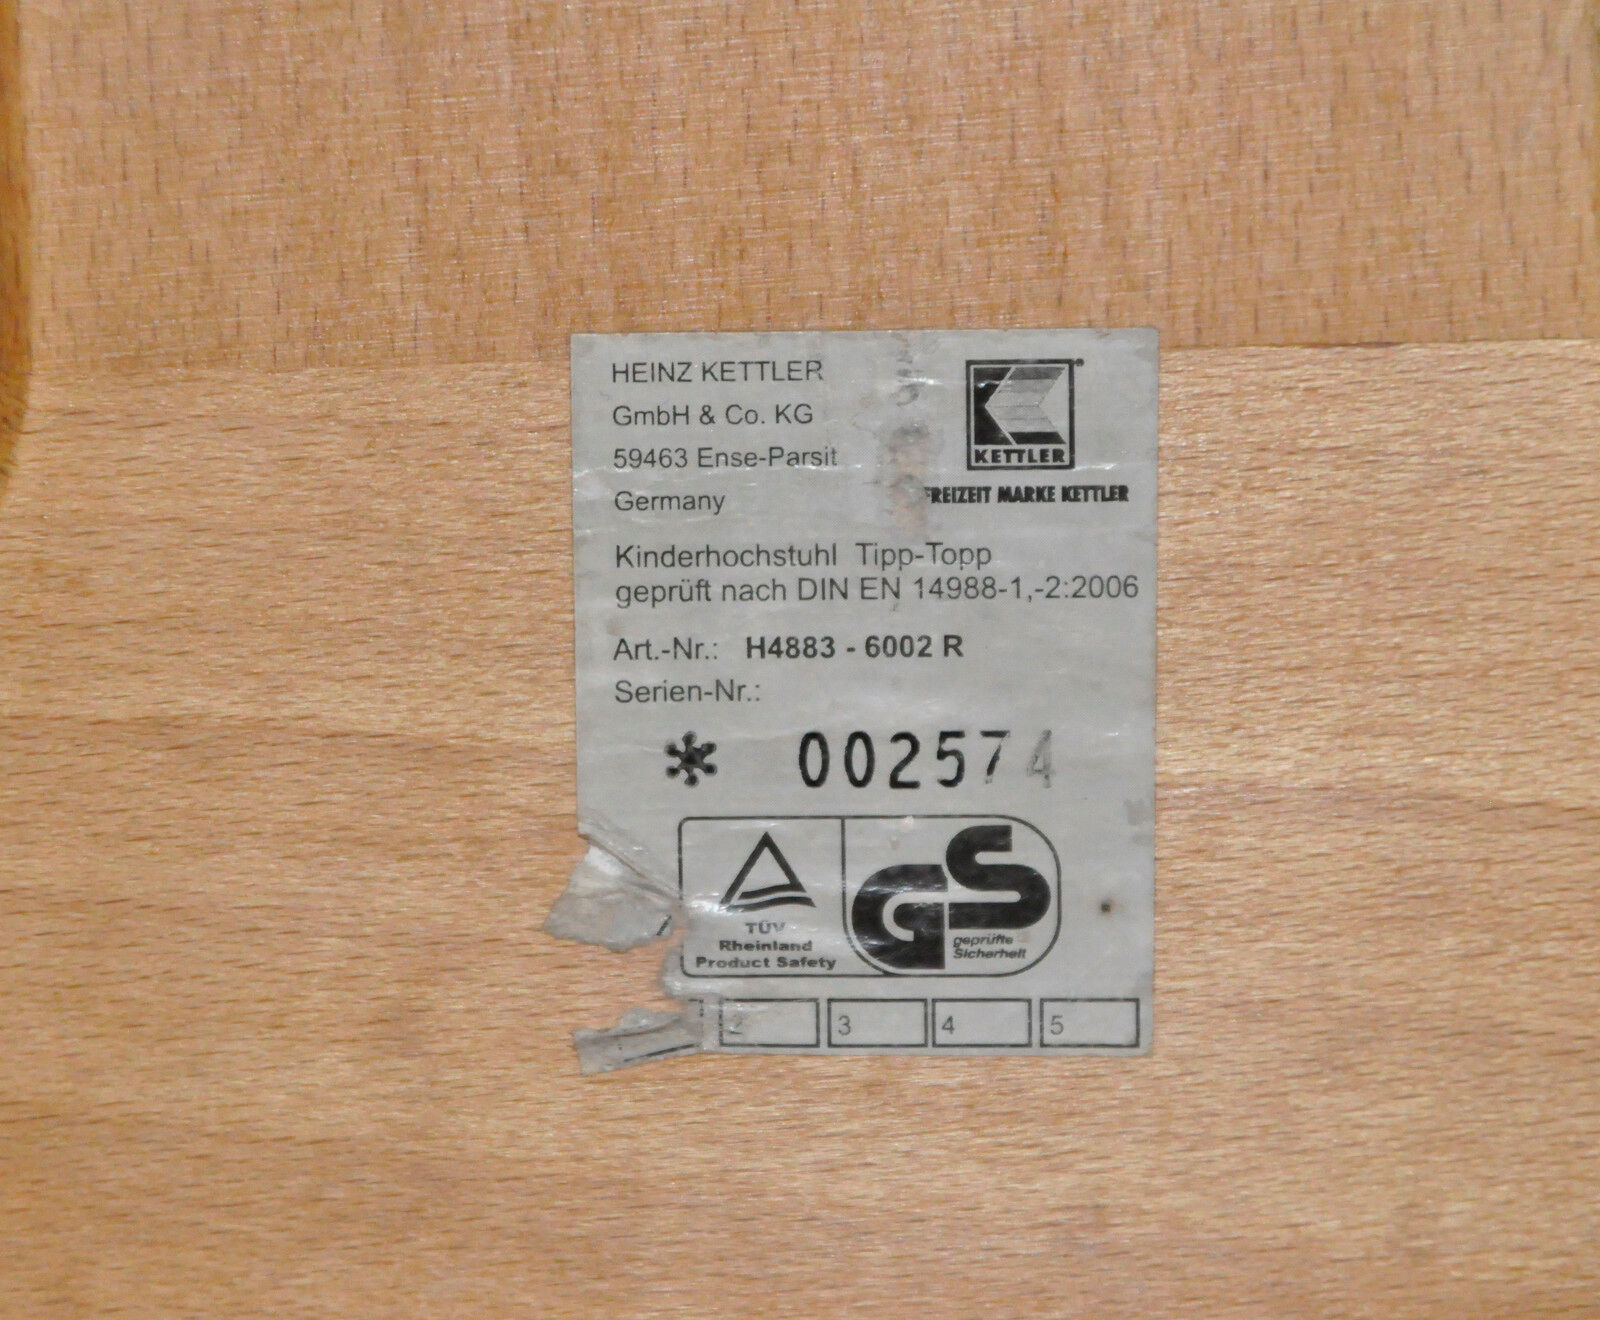 HEINZ KETTLER
GmbH & Co. KG
59463 Ense-Parsit
Germany
KETTLER
FREIZEIT MARKE KETTLER
Kinderhochstuhl Tipp-Topp
geprüft nach DIN EN 14988-1,-2:2006
Art.-Nr.: H4883 - 6002 R
Serien-Nr.:
* 002574
TÜV
Rheinland
Product Safety
GS
geprüfte
Sicherheit
2 3 4 5